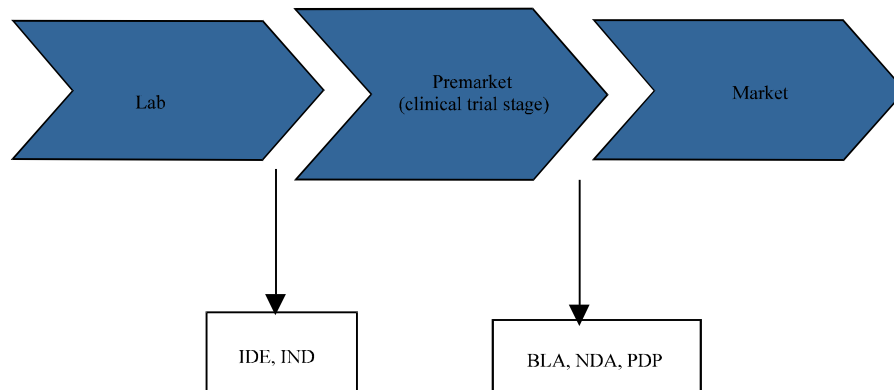 Lab
Premarket
(clinical trial stage)
Market
IDE, IND
BLA, NDA, PDP